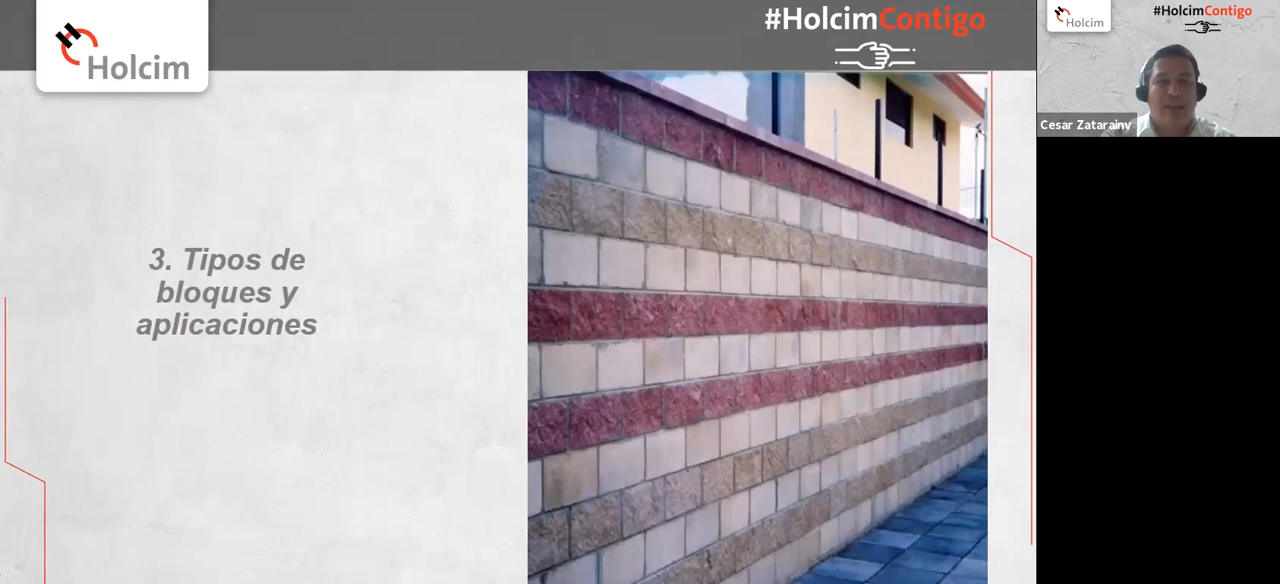 Holcim
#HolcimContigo
3. Tipos de
bloques y
aplicaciones
Holcim
#HolcimContigo
Cesar Zatarainv